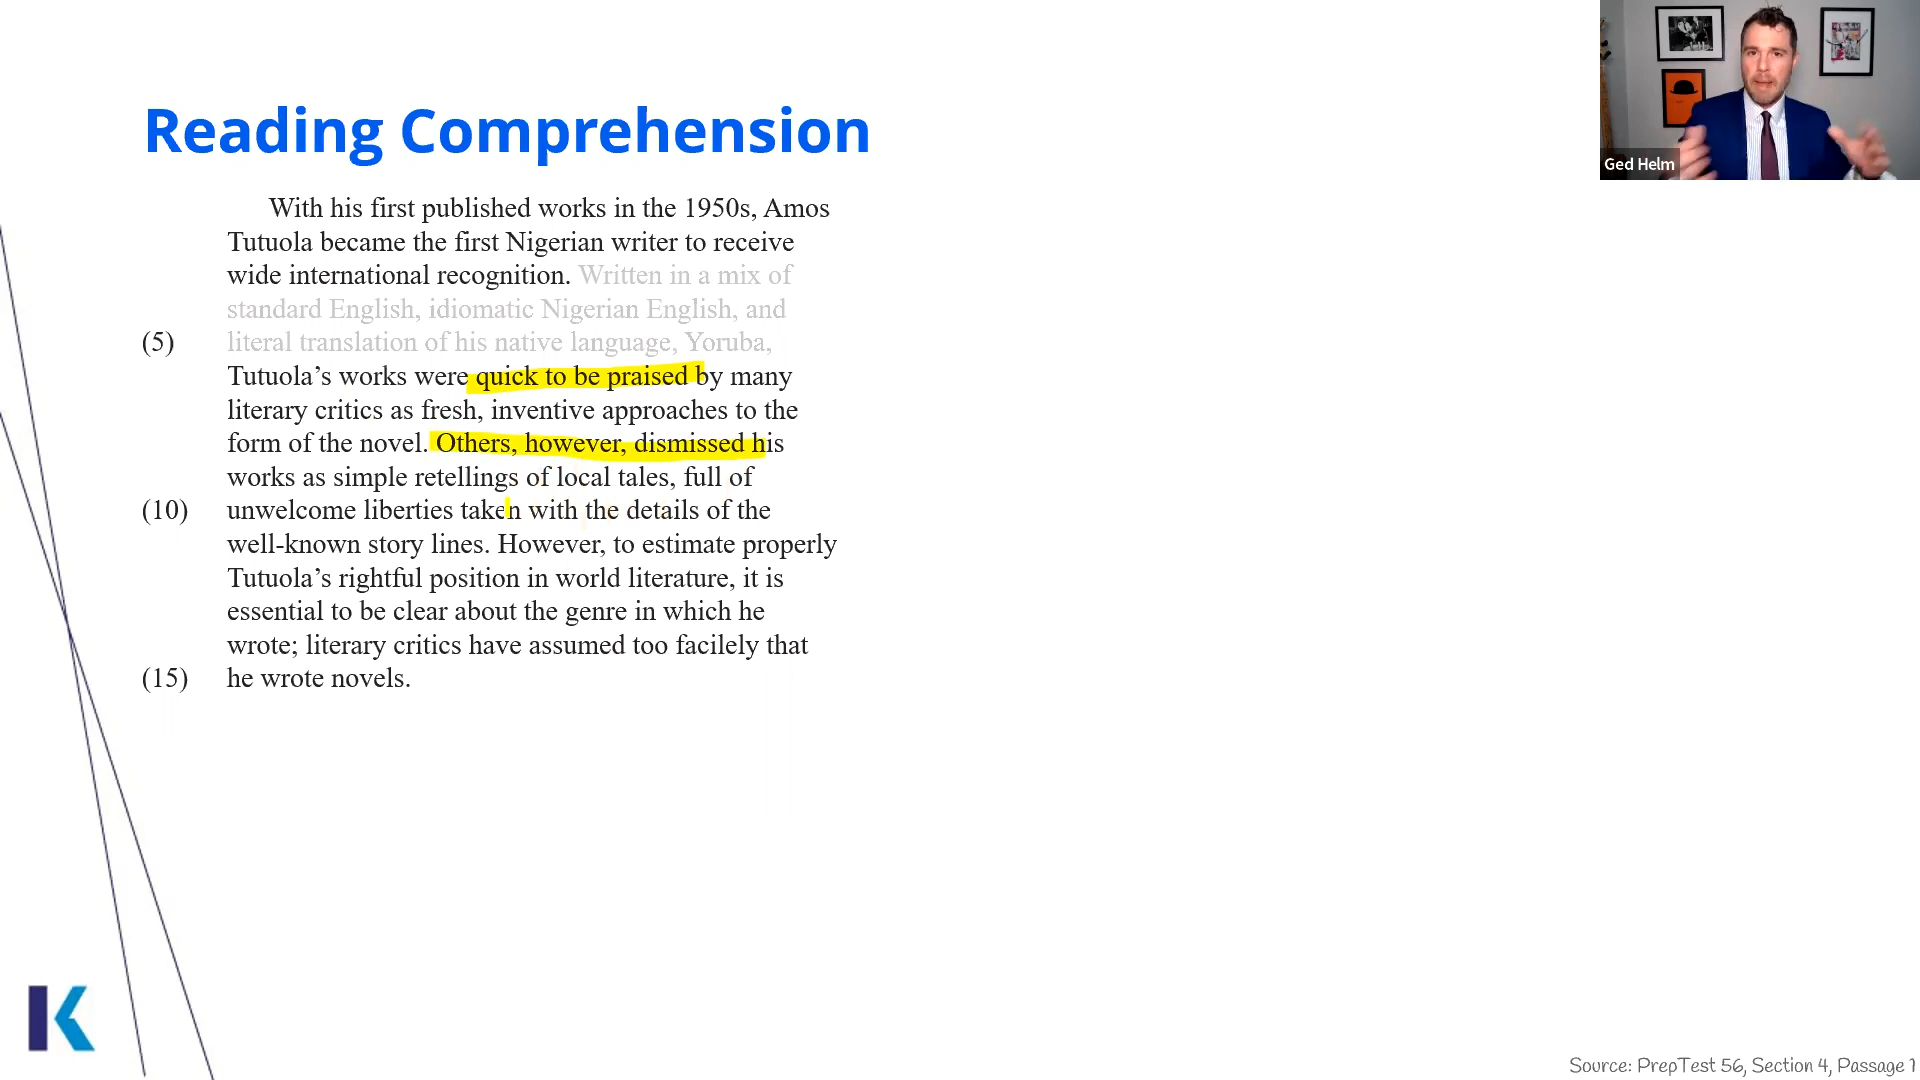 Reading Comprehension
With his first published works in the 1950s, Amos
Tutuola became the first Nigerian writer to receive
wide international recognition. Written in a mix of
standard English, idiomatic Nigerian English, and
(5) literal translation of his native language, Yoruba,
Tutuola’s works were quick to be praised by many
literary critics as fresh, inventive approaches to the
form of the novel. Others, however, dismissed his
works as simple retellings of local tales, full of
(10) unwelcome liberties taken with the details of the
well-known story lines. However, to estimate properly
Tutuola’s rightful position in world literature, it is
essential to be clear about the genre in which he
wrote; literary critics have assumed too facilely that
(15) he wrote novels.
Ged Helm
K
Source: PrepTest 56, Section 4, Passage 1